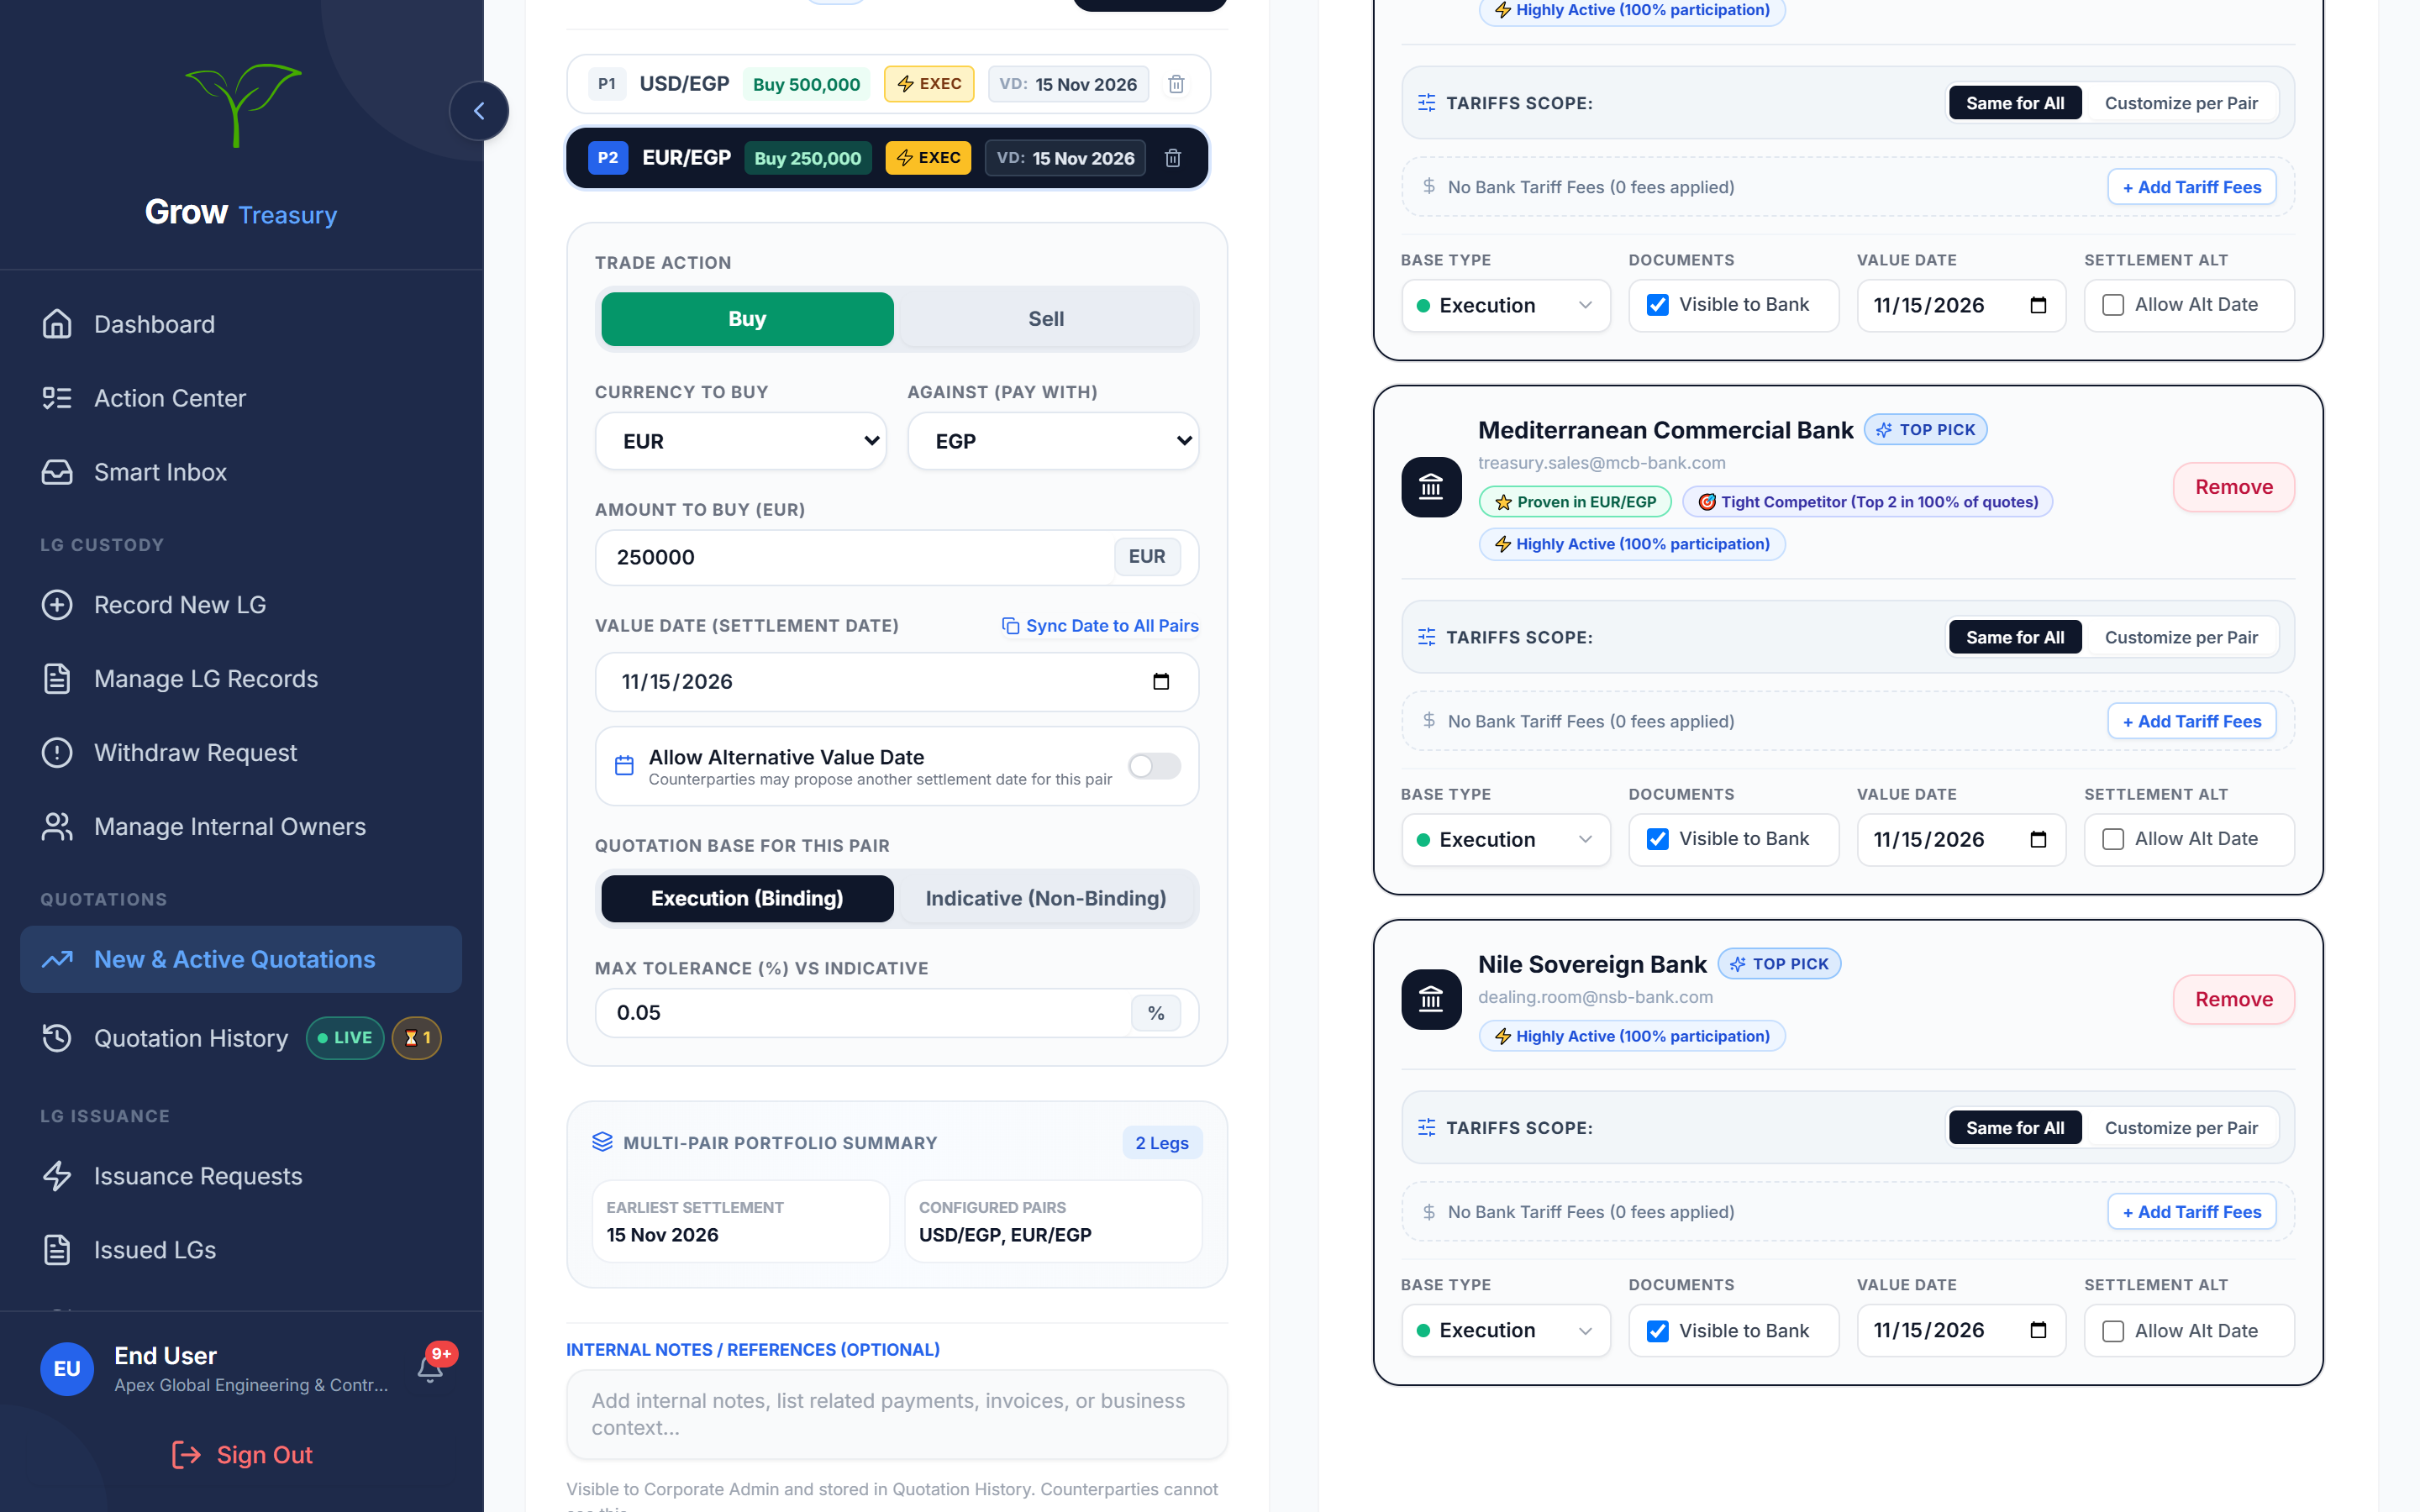 Grow Treasury
Dashboard
Action Center
Smart Inbox
LG CUSTODY
Record New LG
Manage LG Records
Withdraw Request
Manage Internal Owners
QUOTATIONS
New & Active Quotations
Quotation History LIVE 1
LG ISSUANCE
Issuance Requests
Issued LGs
EU End User 9+
Apex Global Engineering & Contr...
Sign Out
P1 USD/EGP Buy 500,000 EXEC VD: 15 Nov 2026
P2 EUR/EGP Buy 250,000 EXEC VD: 15 Nov 2026
TRADE ACTION
Buy Sell
CURRENCY TO BUY AGAINST (PAY WITH)
EUR EGP
AMOUNT TO BUY (EUR)
250000 EUR
VALUE DATE (SETTLEMENT DATE) Sync Date to All Pairs
11/15/2026
Allow Alternative Value Date
Counterparties may propose another settlement date for this pair
QUOTATION BASE FOR THIS PAIR
Execution (Binding) Indicative (Non-Binding)
MAX TOLERANCE (%) VS INDICATIVE
0.05 %
MULTI-PAIR PORTFOLIO SUMMARY 2 Legs
EARLIEST SETTLEMENT CONFIGURED PAIRS
15 Nov 2026 USD/EGP, EUR/EGP
INTERNAL NOTES / REFERENCES (OPTIONAL)
Add internal notes, list related payments, invoices, or business
context...
Visible to Corporate Admin and stored in Quotation History. Counterparties cannot
Highly Active (100% participation)
TARIFFS SCOPE: Same for All Customize per Pair
$ No Bank Tariff Fees (0 fees applied) + Add Tariff Fees
BASE TYPE DOCUMENTS VALUE DATE SETTLEMENT ALT
Execution Visible to Bank 11/15/2026 Allow Alt Date
Mediterranean Commercial Bank TOP PICK
treasury.sales@mcb-bank.com
Proven in EUR/EGP Tight Competitor (Top 2 in 100% of quotes) Remove
Highly Active (100% participation)
TARIFFS SCOPE: Same for All Customize per Pair
$ No Bank Tariff Fees (0 fees applied) + Add Tariff Fees
BASE TYPE DOCUMENTS VALUE DATE SETTLEMENT ALT
Execution Visible to Bank 11/15/2026 Allow Alt Date
Nile Sovereign Bank TOP PICK
dealing.room@nsb-bank.com Remove
Highly Active (100% participation)
TARIFFS SCOPE: Same for All Customize per Pair
$ No Bank Tariff Fees (0 fees applied) + Add Tariff Fees
BASE TYPE DOCUMENTS VALUE DATE SETTLEMENT ALT
Execution Visible to Bank 11/15/2026 Allow Alt Date